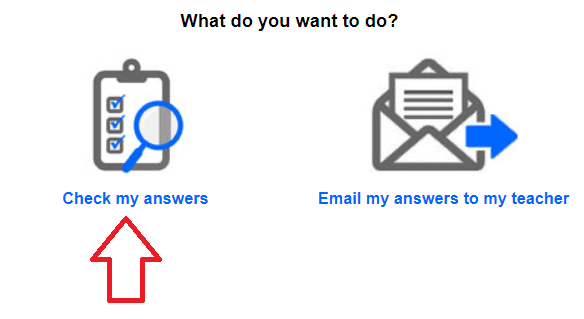 What do you want to do?
Check my answers
Email my answers to my teacher